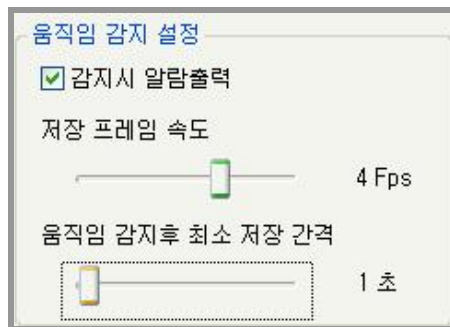 움직임 감지 설정
감지시 알람출력
저장 프레임 속도
4 Fps
움직임 감지후 최소 저장 간격
1 초